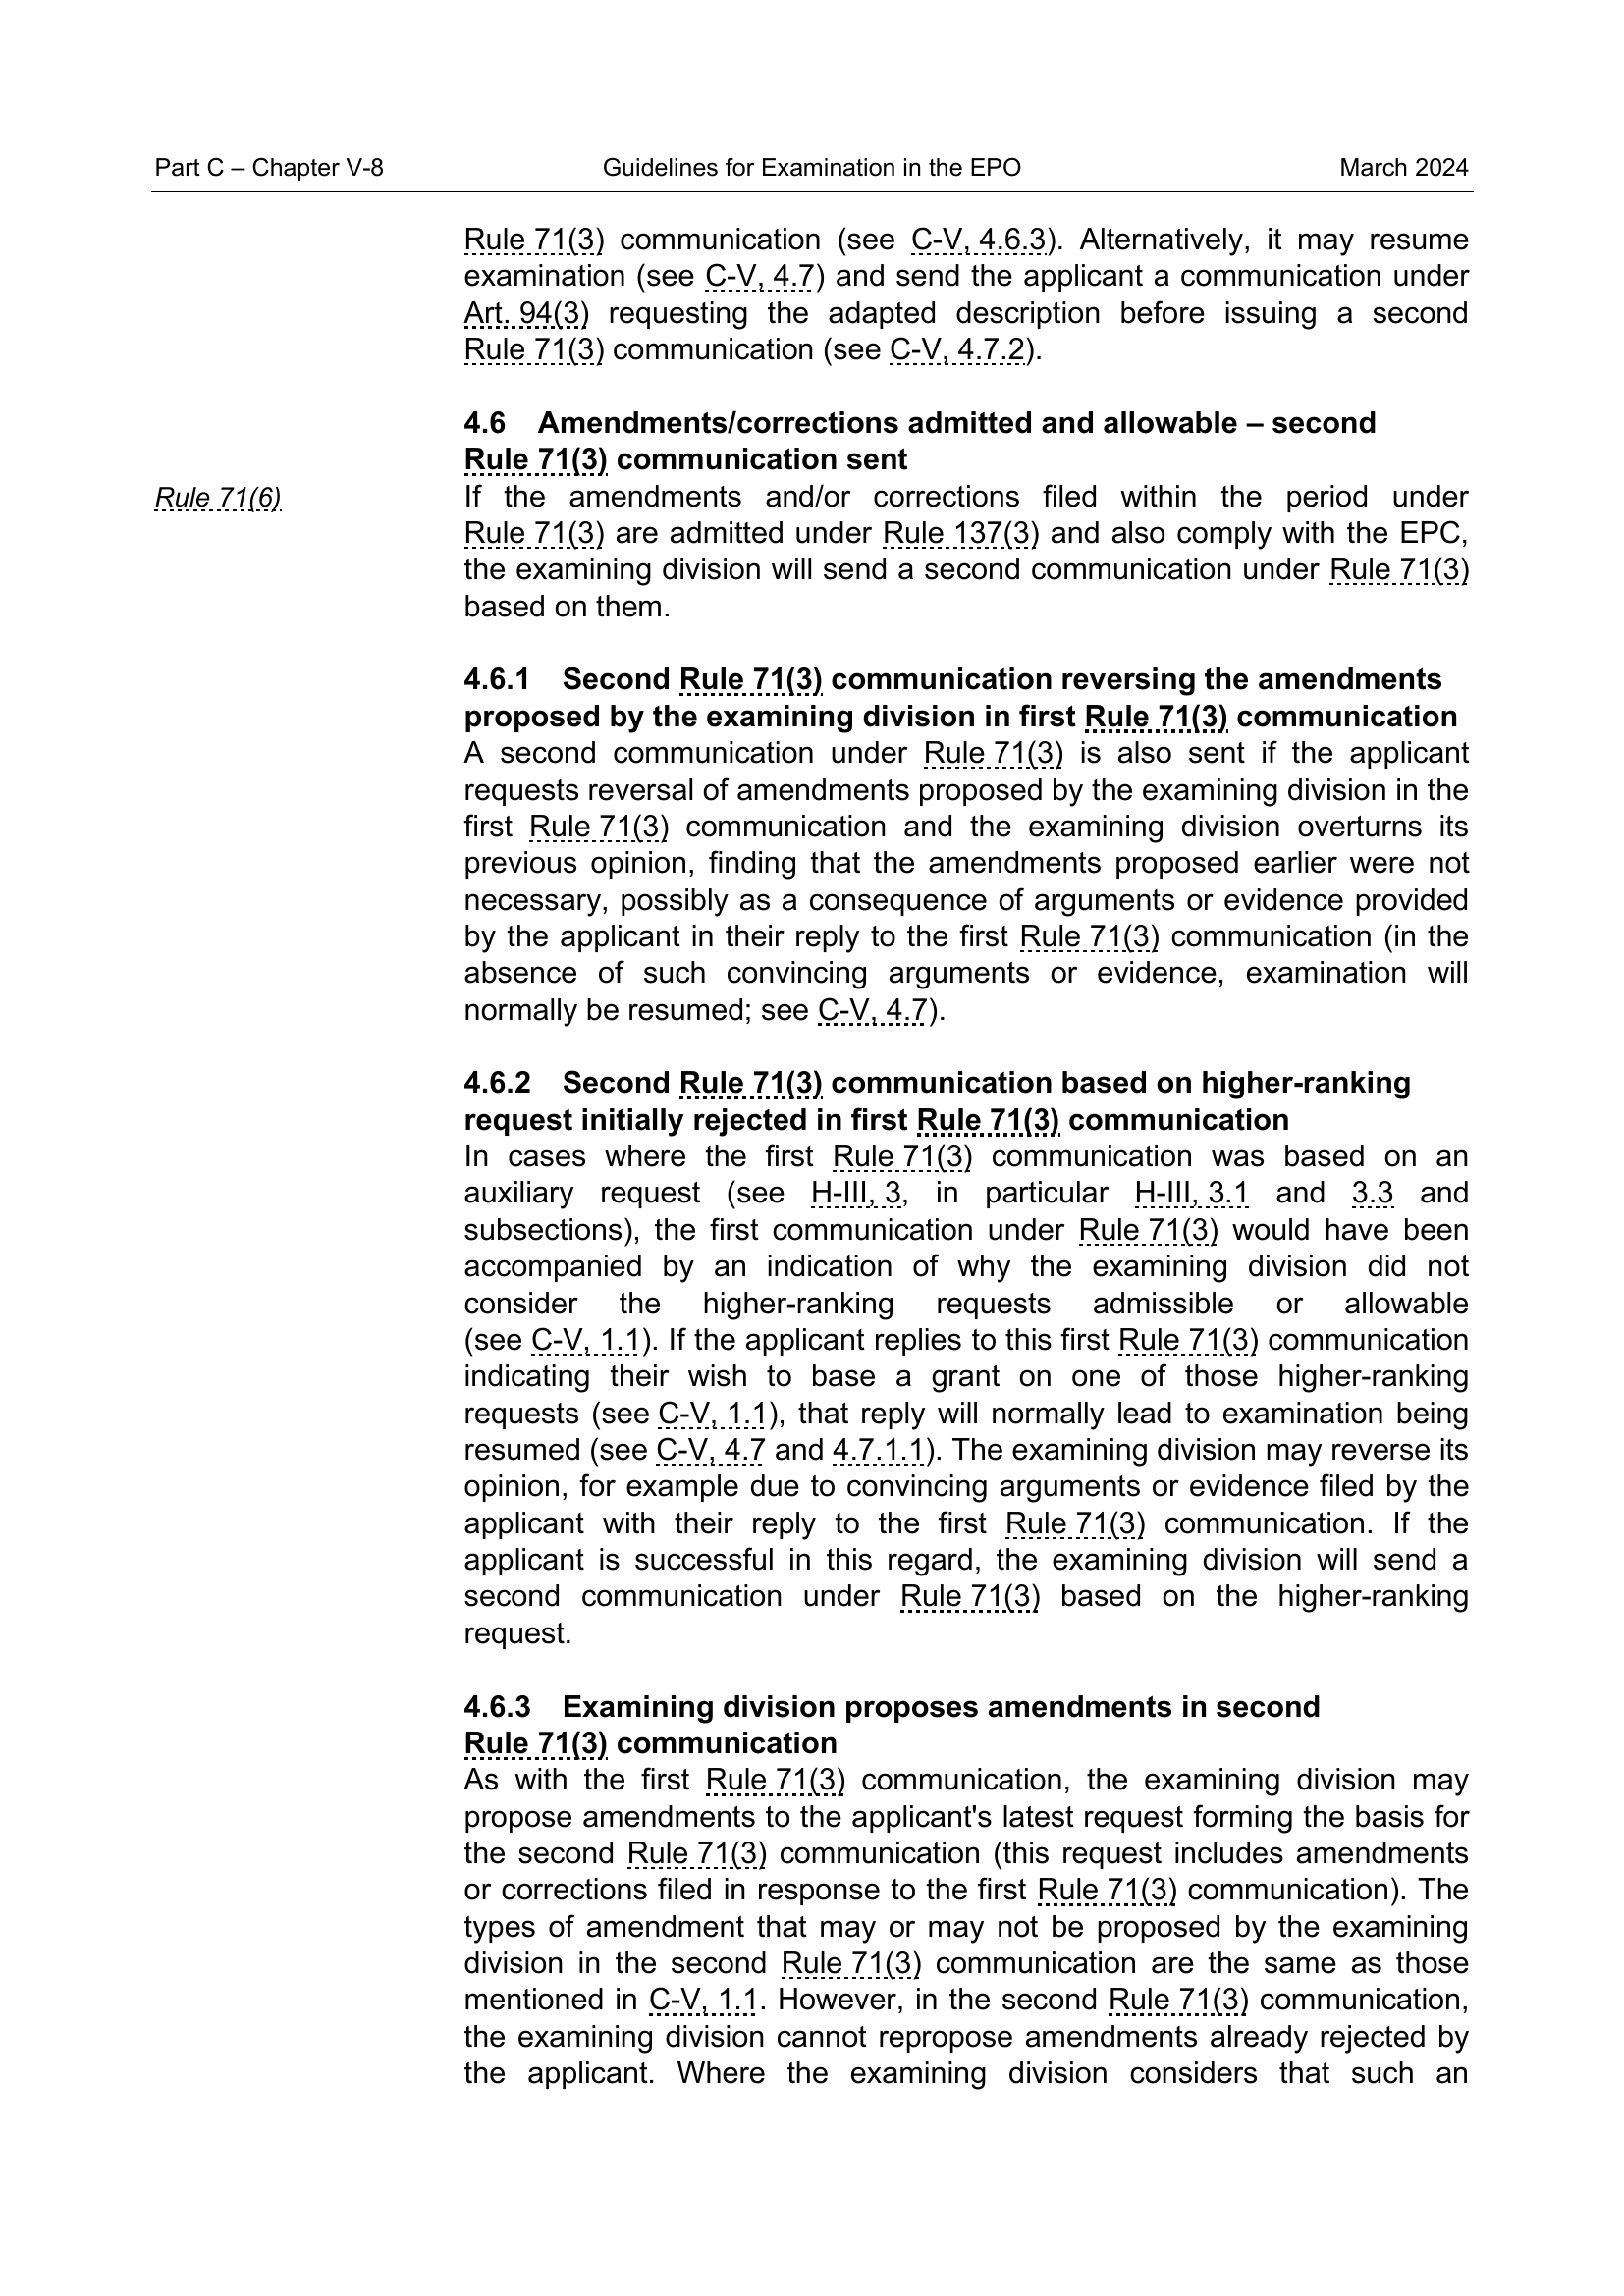 Part C – Chapter V-8 Guidelines for Examination in the EPO March 2024
Rule 71(3) communication (see C-V, 4.6.3). Alternatively, it may resume
examination (see C-V, 4.7) and send the applicant a communication under
Art. 94(3) requesting the adapted description before issuing a second
Rule 71(3) communication (see C-V, 4.7.2).
4.6 Amendments/corrections admitted and allowable – second
Rule 71(3) communication sent
Rule 71(6)
If the amendments and/or corrections filed within the period under
Rule 71(3) are admitted under Rule 137(3) and also comply with the EPC,
the examining division will send a second communication under Rule 71(3)
based on them.
4.6.1 Second Rule 71(3) communication reversing the amendments
proposed by the examining division in first Rule 71(3) communication
A second communication under Rule 71(3) is also sent if the applicant
requests reversal of amendments proposed by the examining division in the
first Rule 71(3) communication and the examining division overturns its
previous opinion, finding that the amendments proposed earlier were not
necessary, possibly as a consequence of arguments or evidence provided
by the applicant in their reply to the first Rule 71(3) communication (in the
absence of such convincing arguments or evidence, examination will
normally be resumed; see C-V, 4.7).
4.6.2 Second Rule 71(3) communication based on higher-ranking
request initially rejected in first Rule 71(3) communication
In cases where the first Rule 71(3) communication was based on an
auxiliary request (see H-III, 3, in particular H-III, 3.1 and 3.3 and
subsections), the first communication under Rule 71(3) would have been
accompanied by an indication of why the examining division did not
consider the higher-ranking requests admissible or allowable
(see C-V, 1.1). If the applicant replies to this first Rule 71(3) communication
indicating their wish to base a grant on one of those higher-ranking
requests (see C-V, 1.1), that reply will normally lead to examination being
resumed (see C-V, 4.7 and 4.7.1.1). The examining division may reverse its
opinion, for example due to convincing arguments or evidence filed by the
applicant with their reply to the first Rule 71(3) communication. If the
applicant is successful in this regard, the examining division will send a
second communication under Rule 71(3) based on the higher-ranking
request.
4.6.3 Examining division proposes amendments in second
Rule 71(3) communication
As with the first Rule 71(3) communication, the examining division may
propose amendments to the applicant's latest request forming the basis for
the second Rule 71(3) communication (this request includes amendments
or corrections filed in response to the first Rule 71(3) communication). The
types of amendment that may or may not be proposed by the examining
division in the second Rule 71(3) communication are the same as those
mentioned in C-V, 1.1. However, in the second Rule 71(3) communication,
the examining division cannot repropose amendments already rejected by
the applicant. Where the examining division considers that such an